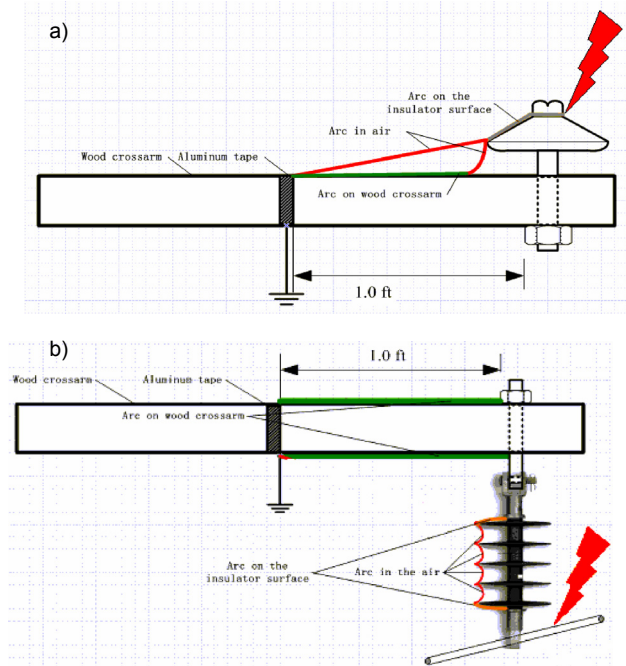 a)
Arc on the
insulator surface
Arc in air
Wood crossarm
Aluminum tape
Arc on wood crossarm
1.0 ft
b)
1.0 ft
Wood crossarm
Aluminum tape
Arc on wood crossarm
Arc on the
insulator surface
Arc in the air